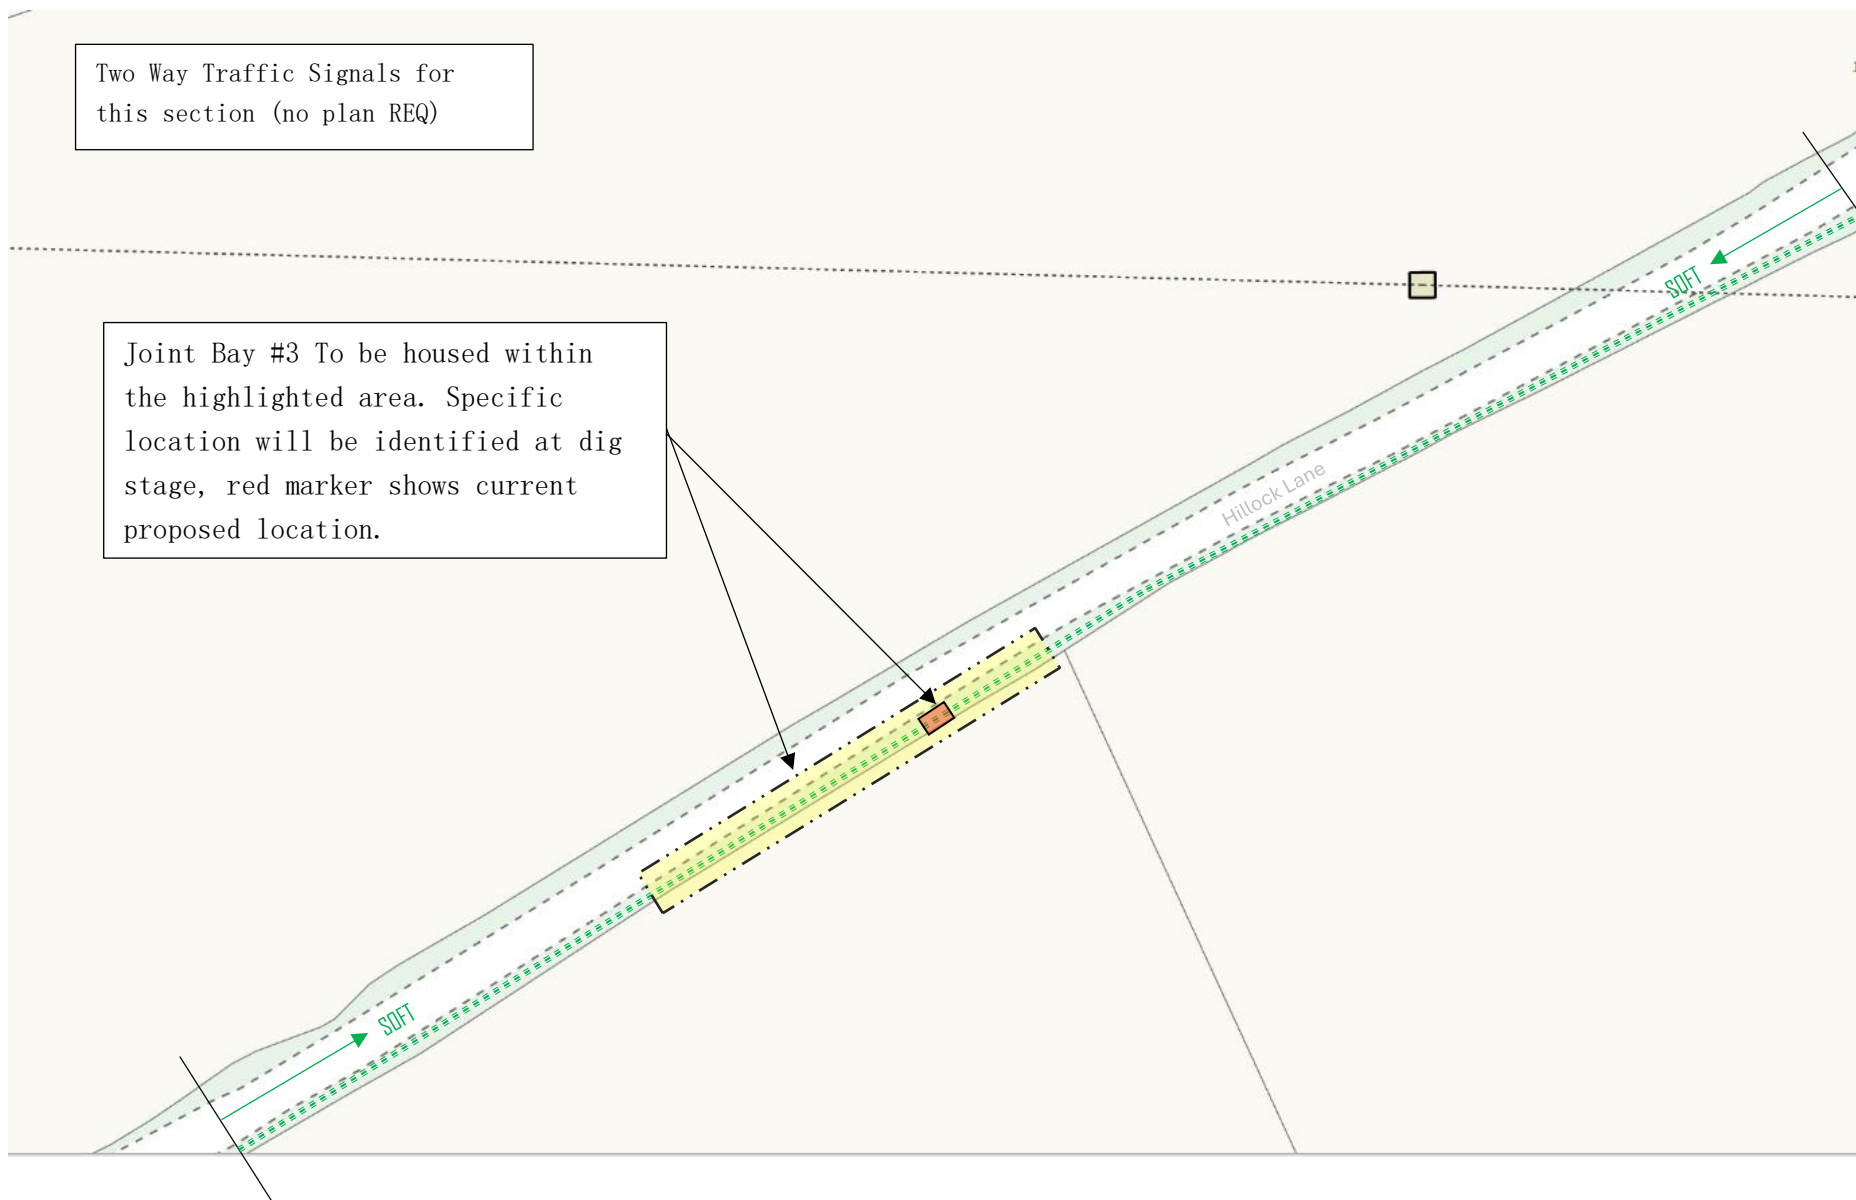 Two Way Traffic Signals for
this section (no plan REQ)
SOFT
Joint Bay #3 To be housed within
the highlighted area. Specific
location will be identified at dig
stage, red marker shows current
proposed location.
Hillock Lane
SOFT